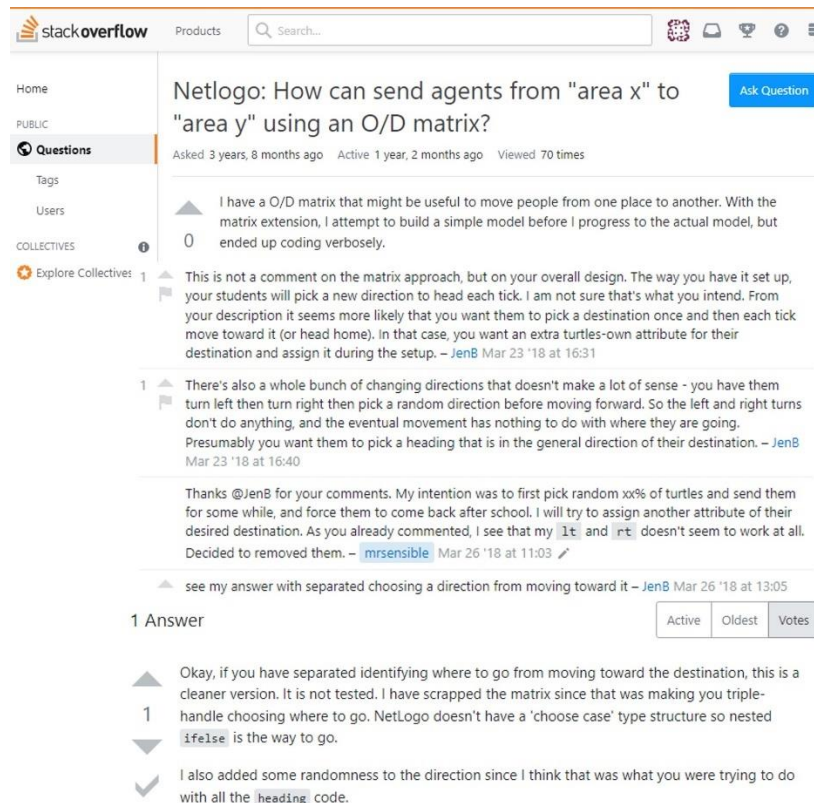 stackoverflow
Products
Search...
Home
PUBLIC
Questions
Tags
Users
COLLECTIVES
Explore Collectives
Netlogo: How can send agents from "area x" to
"area y" using an O/D matrix?
Ask Question
Asked 3 years, 8 months ago Active 1 year, 2 months ago Viewed 70 times
0
I have a O/D matrix that might be useful to move people from one place to another. With the
matrix extension, I attempt to build a simple model before I progress to the actual model, but
ended up coding verbosely.
1
This is not a comment on the matrix approach, but on your overall design. The way you have it set up,
your students will pick a new direction to head each tick. I am not sure that's what you intend. From
your description it seems more likely that you want them to pick a destination once and then each tick
move toward it (or head home). In that case, you want an extra turtles-own attribute for their
destination and assign it during the setup. – JenB Mar 23 '18 at 16:31
1
There's also a whole bunch of changing directions that doesn't make a lot of sense - you have them
turn left then turn right then pick a random direction before moving forward. So the left and right turns
don't do anything, and the eventual movement has nothing to do with where they are going.
Presumably you want them to pick a heading that is in the general direction of their destination. – JenB
Mar 23 '18 at 16:40
Thanks @JenB for your comments. My intention was to first pick random xx% of turtles and send them
for some while, and force them to come back after school. I will try to assign another attribute of their
desired destination. As you already commented, I see that my lt and rt doesn't seem to work at all.
Decided to removed them. – mrsensible Mar 26 '18 at 11:03
see my answer with separated choosing a direction from moving toward it – JenB Mar 26 '18 at 13:05
1 Answer
Active Oldest Votes
1
Okay, if you have separated identifying where to go from moving toward the destination, this is a
cleaner version. It is not tested. I have scrapped the matrix since that was making you triple-
handle choosing where to go. NetLogo doesn't have a 'choose case' type structure so nested
ifelse is the way to go.
I also added some randomness to the direction since I think that was what you were trying to do
with all the heading code.